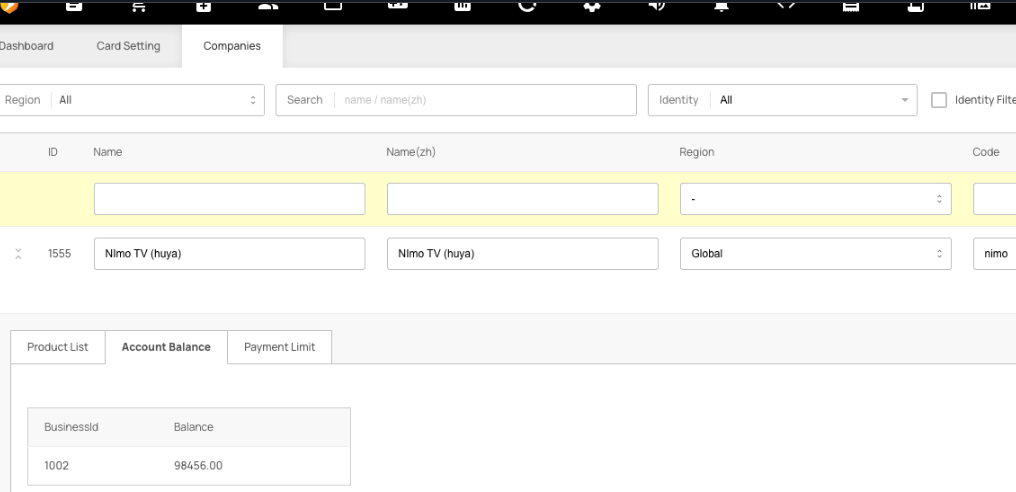 Dashboard Card Setting Companies
Region All Search name / name(zh) Identity All Identity Filte
ID Name Name(zh) Region Code
-
1555 NImo TV (huya) NImo TV (huya) Global nimo
Product List Account Balance Payment Limit
BusinessId Balance
1002 98456.00